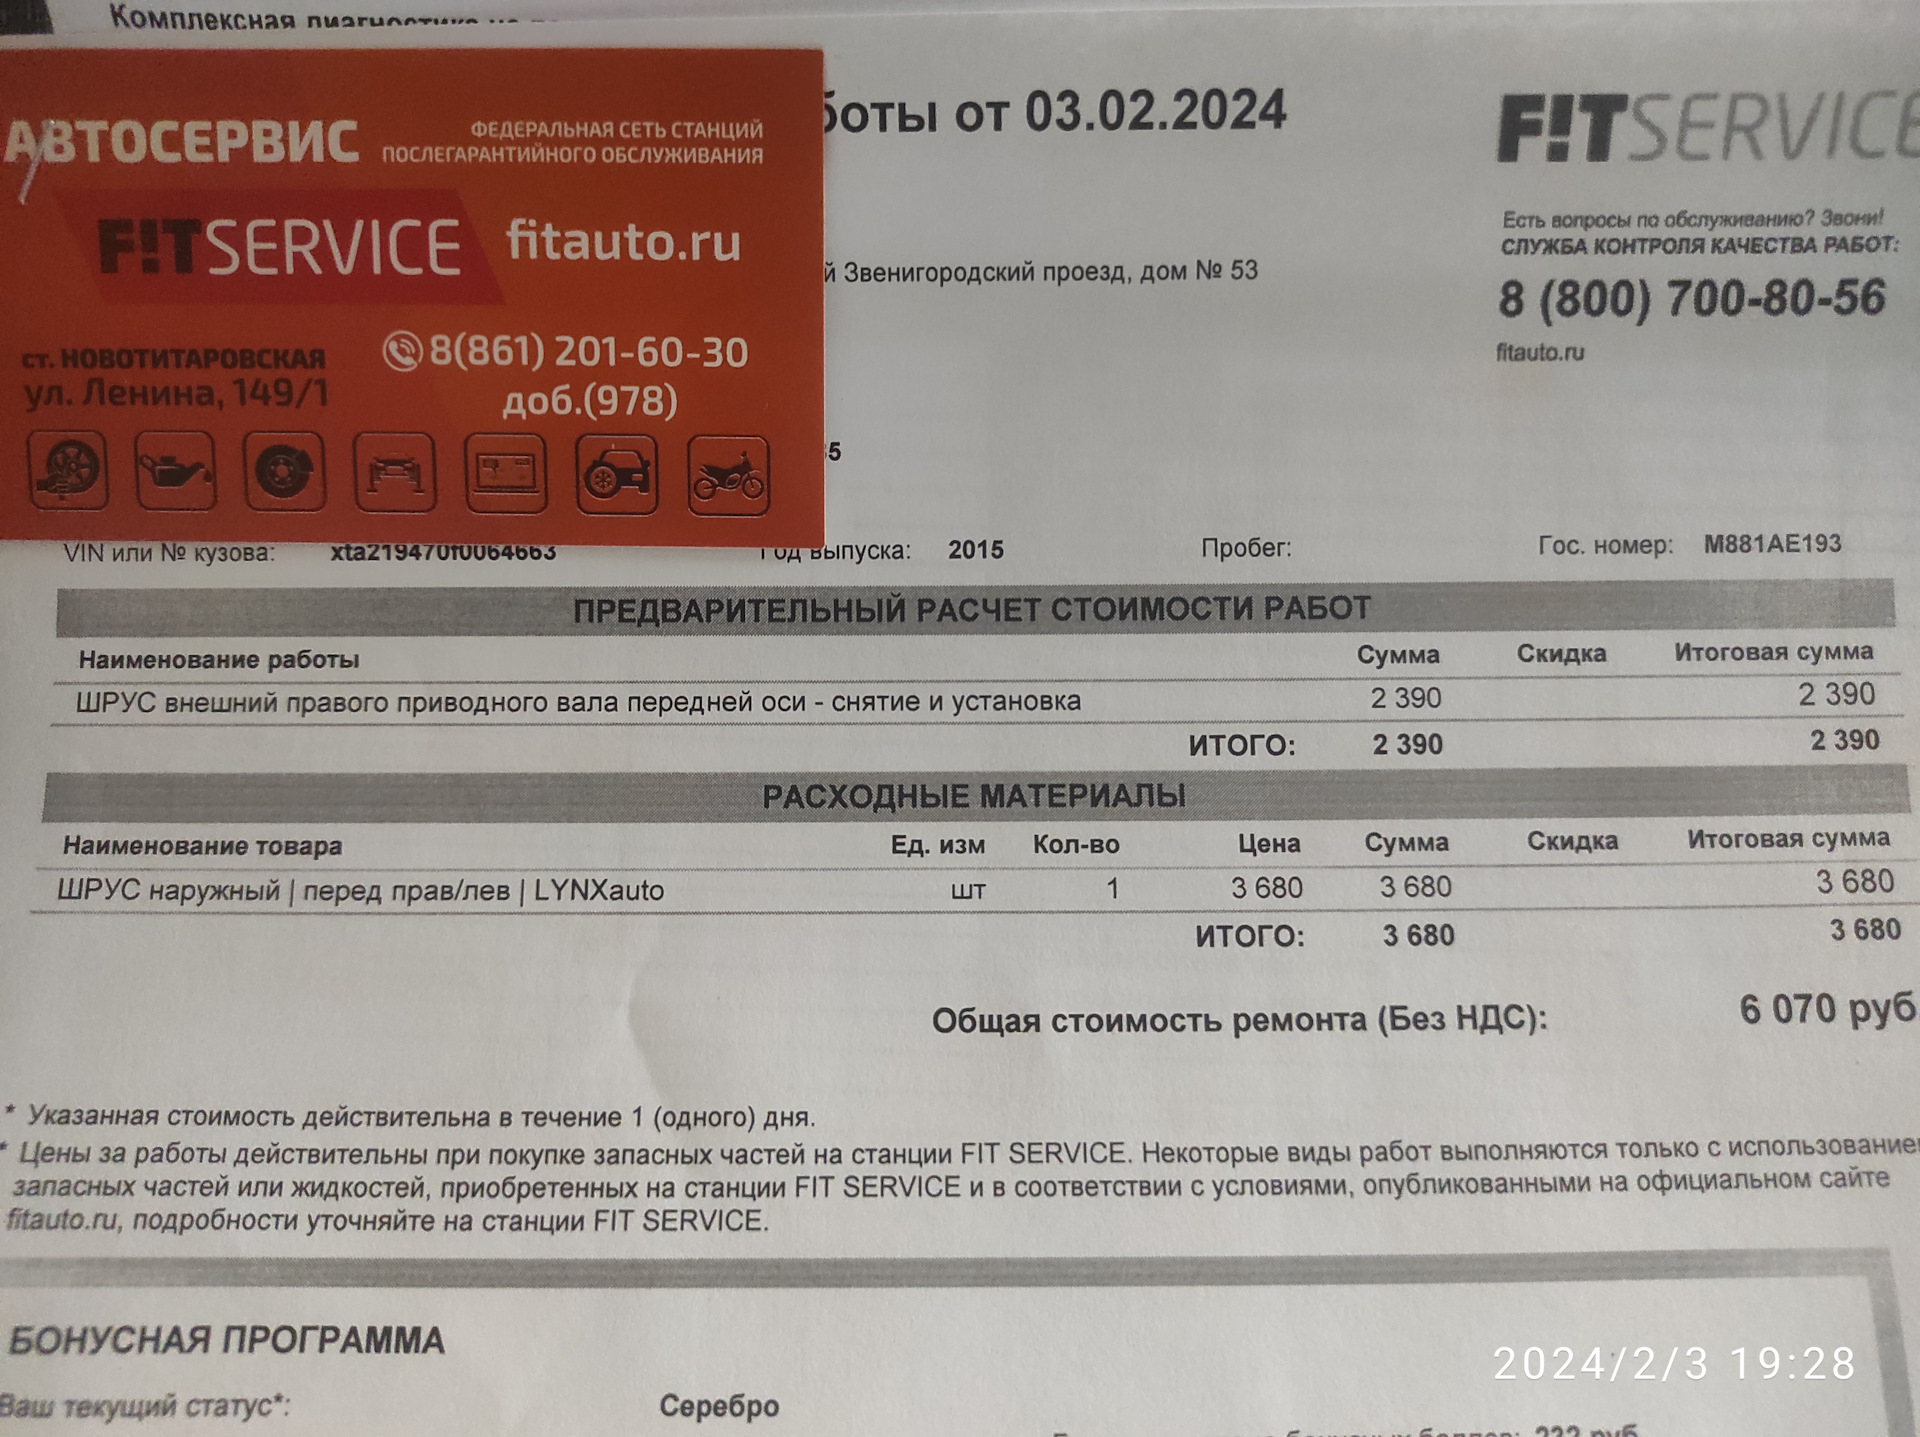 Комплексная диагностика
боты от 03.02.2024
F!TSERVICE
АВТОСЕРВИС
ФЕДЕРАЛЬНАЯ СЕТЬ СТАНЦИЙ
ПОСЛЕГАРАНТИЙНОГО ОБСЛУЖИВАНИЯ
F!TSERVICE fitauto.ru
ст. НОВОТИТАРОВСКАЯ
ул. Ленина, 149/1
8(861) 201-60-30
доб.(978)
Есть вопросы по обслуживанию? Звони!
СЛУЖБА КОНТРОЛЯ КАЧЕСТВА РАБОТ:
8 (800) 700-80-56
fitauto.ru
й Звенигородский проезд, дом № 53
5
VIN или № кузова: xta219470f0064663 Год выпуска: 2015 Пробег: Гос. номер: М881АЕ193
ПРЕДВАРИТЕЛЬНЫЙ РАСЧЕТ СТОИМОСТИ РАБОТ
Наименование работы Сумма Скидка Итоговая сумма
ШРУС внешний правого приводного вала передней оси - снятие и установка 2 390 2 390
ИТОГО: 2 390 2 390
РАСХОДНЫЕ МАТЕРИАЛЫ
Наименование товара Ед. изм Кол-во Цена Сумма Скидка Итоговая сумма
ШРУС наружный | перед прав/лев | LYNXauto шт 1 3 680 3 680 3 680
ИТОГО: 3 680 3 680
Общая стоимость ремонта (Без НДС): 6 070 руб
* Указанная стоимость действительна в течение 1 (одного) дня.
* Цены за работы действительны при покупке запасных частей на станции FIT SERVICE. Некоторые виды работ выполняются только с использование
запасных частей или жидкостей, приобретенных на станции FIT SERVICE и в соответствии с условиями, опубликованными на официальном сайте
fitauto.ru, подробности уточняйте на станции FIT SERVICE.
БОНУСНАЯ ПРОГРАММА
Ваш текущий статус*: Серебро
2024/2/3 19:28